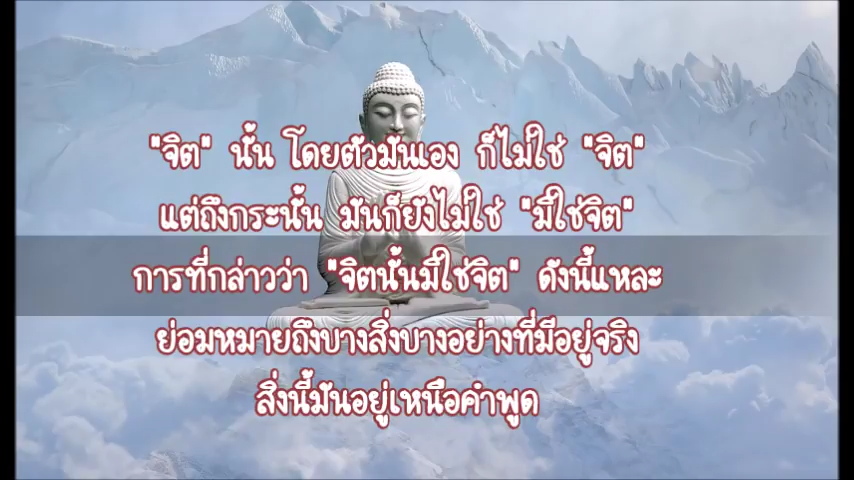 "จิต" นั้น โดยตัวมันเอง ก็ไม่ใช่ "จิต"
แต่ถึงกระนั้น มันก็ยังไม่ใช่ "มิใช่จิต"
การที่กล่าวว่า "จิตนั้นมิใช่จิต" ดังนี้แหละ
ย่อมหมายถึงบางสิ่งบางอย่างที่มีอยู่จริง
สิ่งนี้มันอยู่เหนือคำพูด